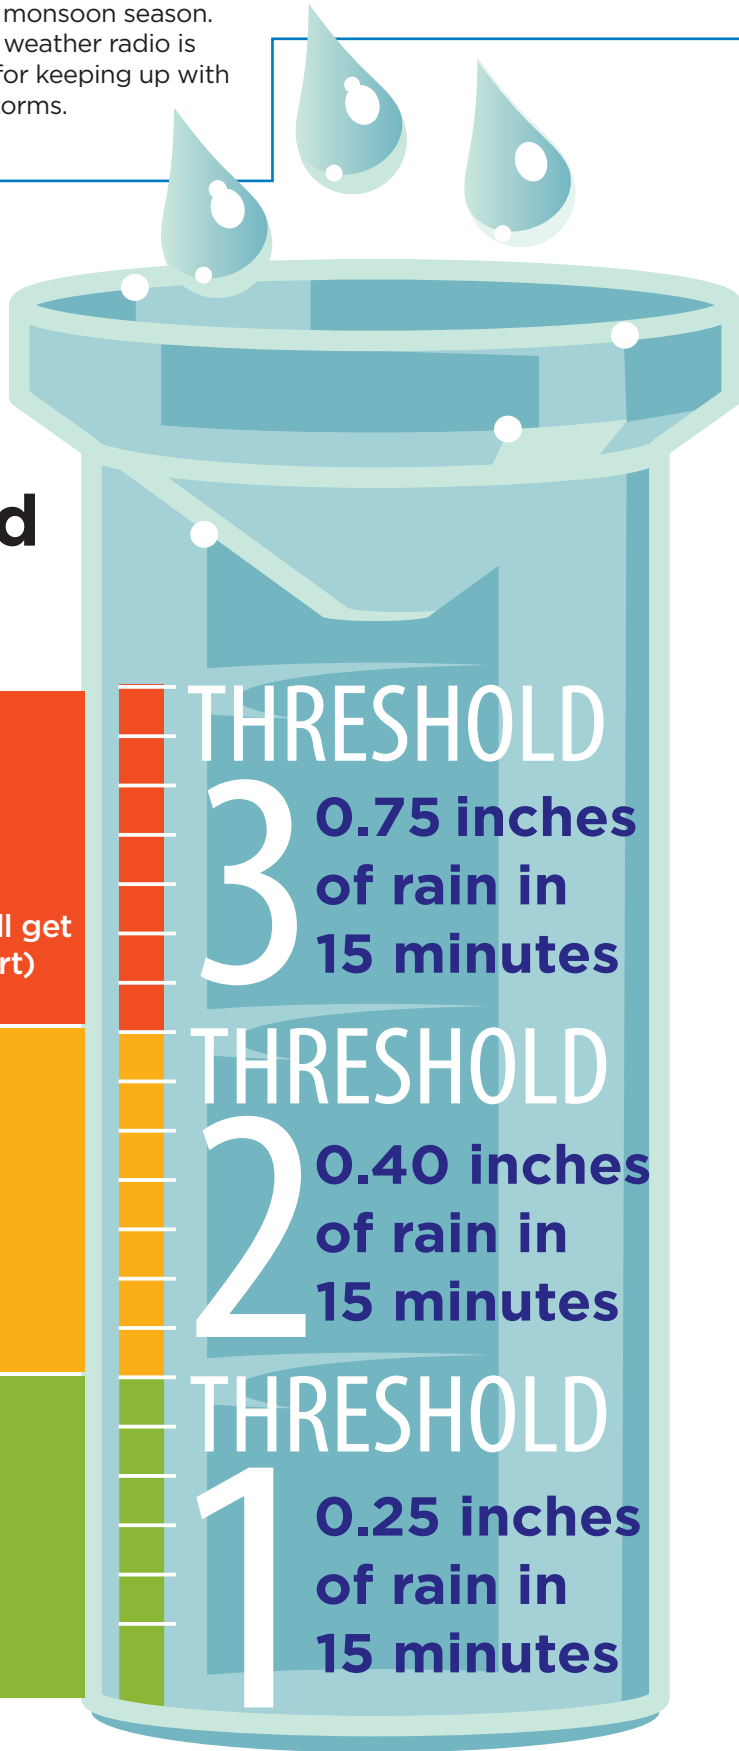 monsoon season.
weather radio is
for keeping up with
torms.
d
THRESHOLD
3
0.75 inches
of rain in
15 minutes
ll get
rt)
THRESHOLD
2
0.40 inches
of rain in
15 minutes
THRESHOLD
1
0.25 inches
of rain in
15 minutes